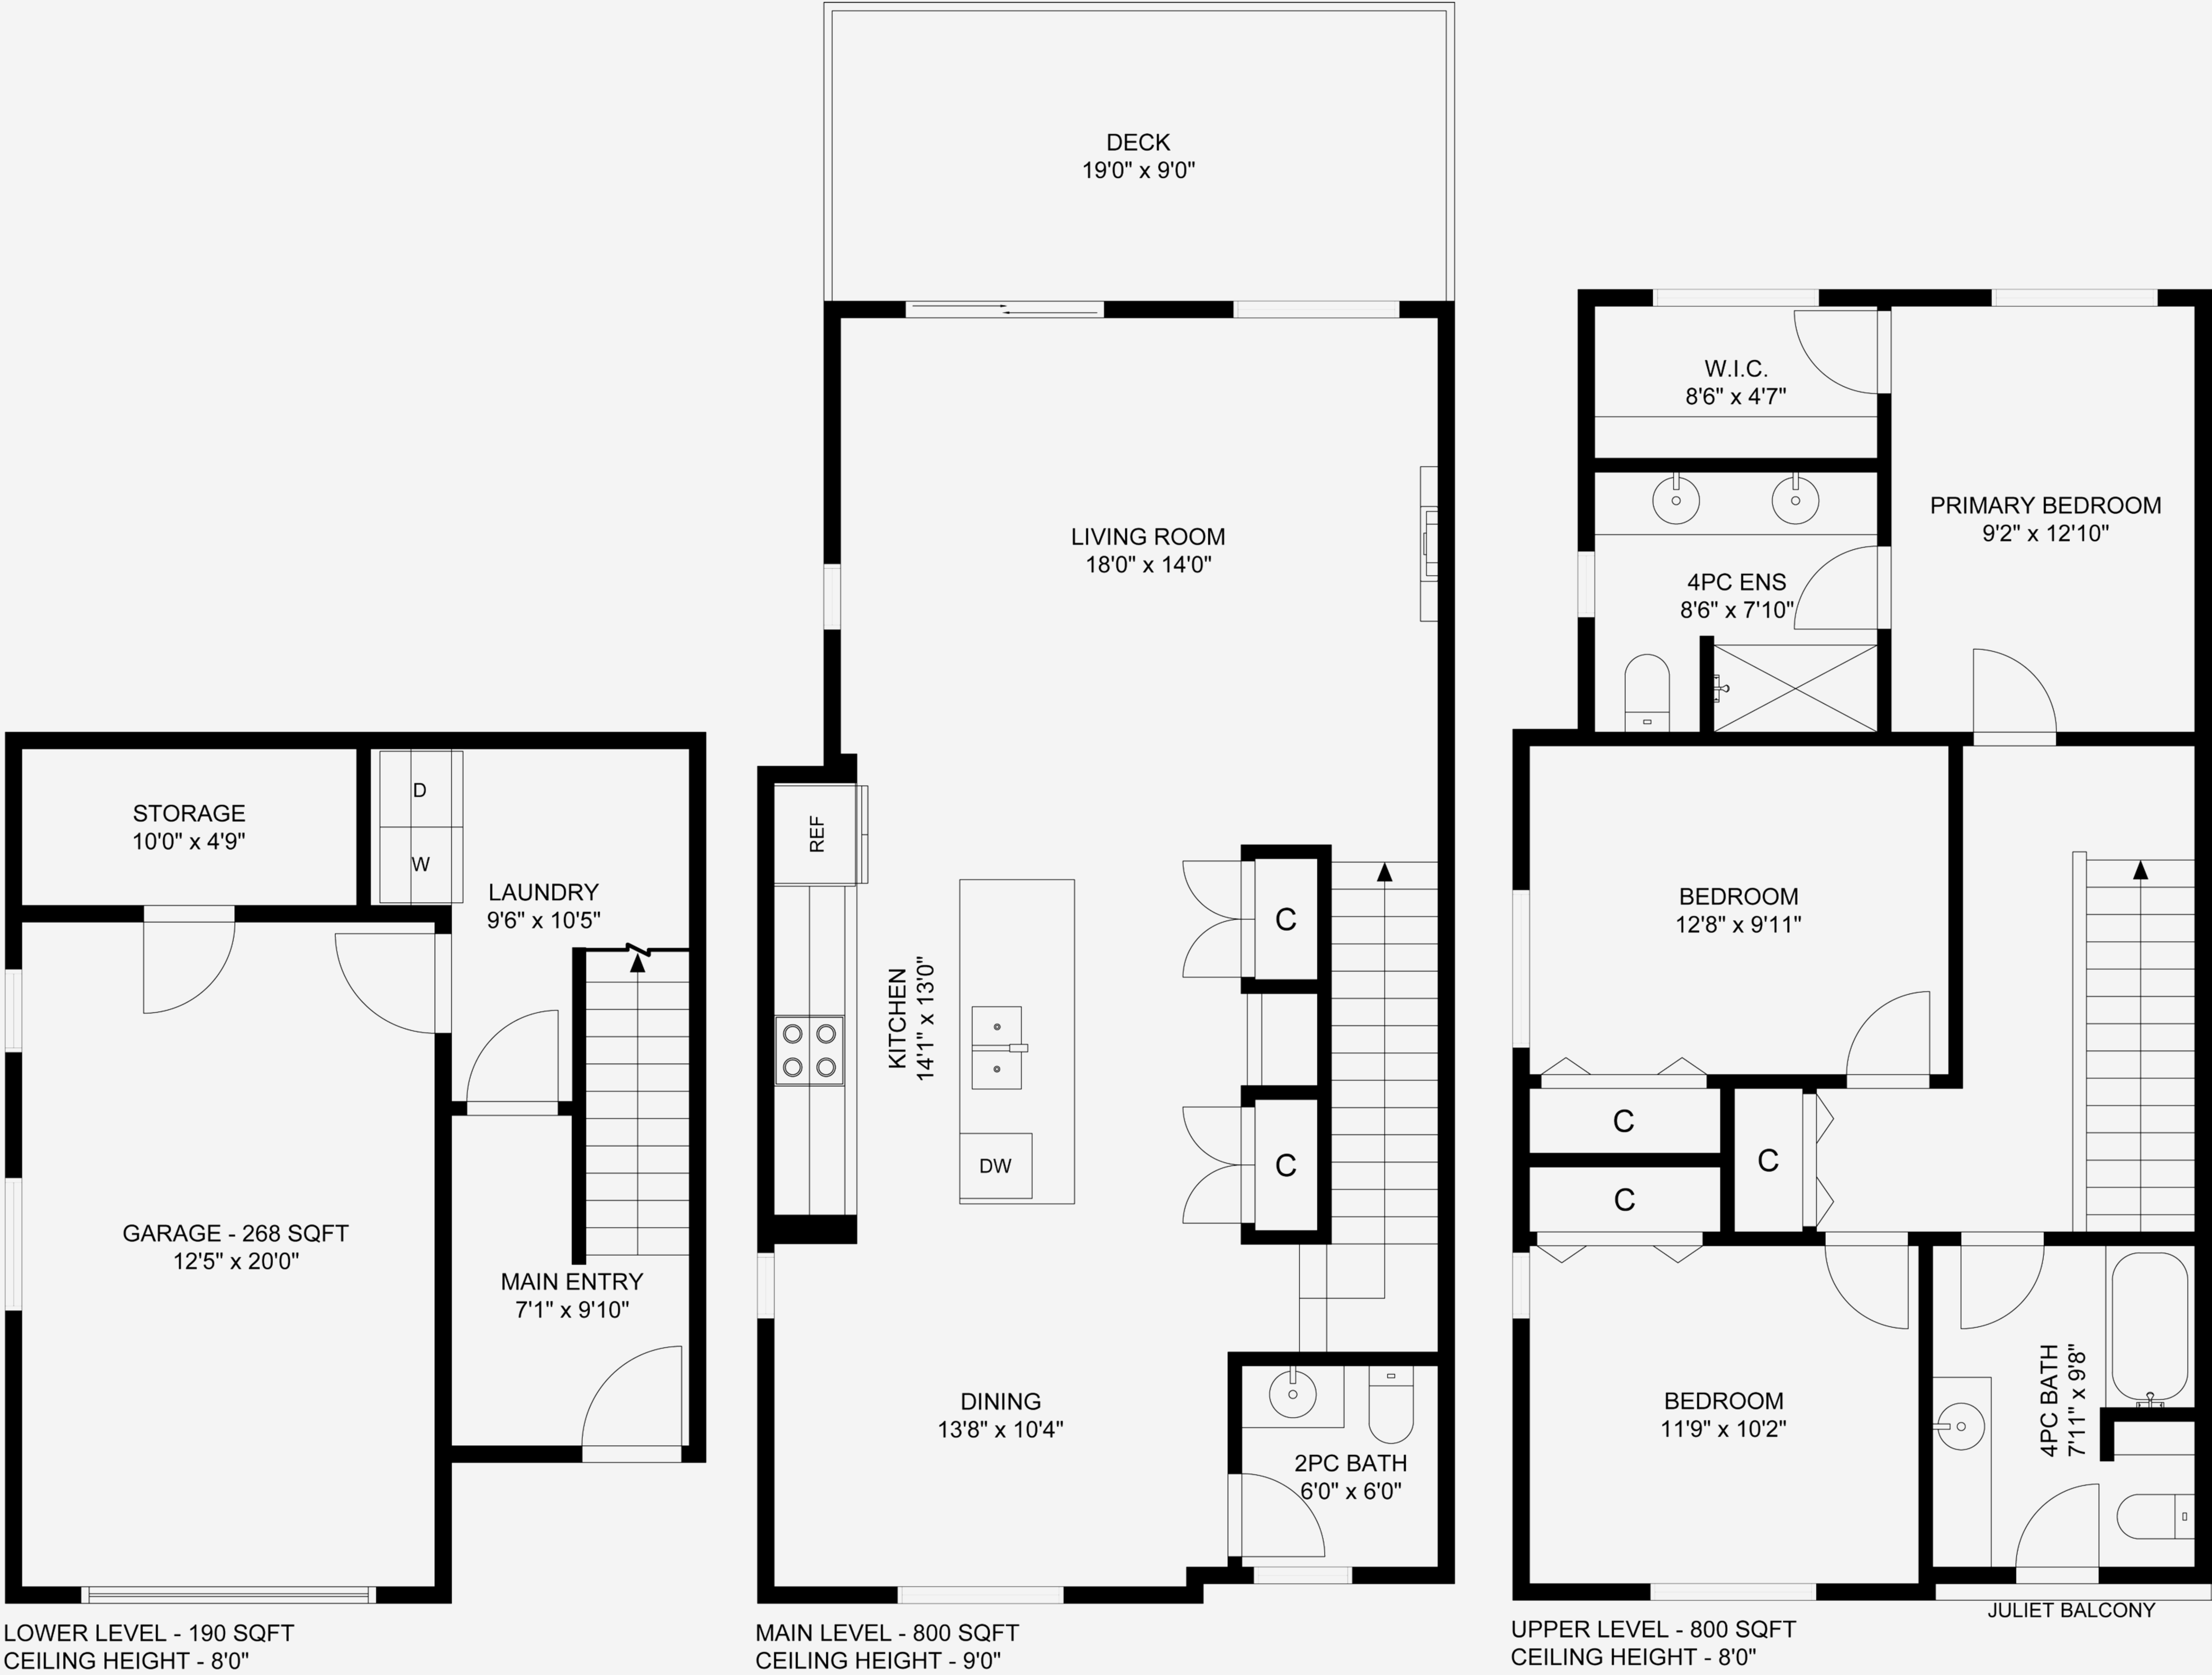 STORAGE
10'0" x 4'9"
D
W
LAUNDRY
9'6" x 10'5"
GARAGE - 268 SQFT
12'5" x 20'0"
MAIN ENTRY
7'1" x 9'10"
LOWER LEVEL - 190 SQFT
CEILING HEIGHT - 8'0"
DECK
19'0" x 9'0"
LIVING ROOM
18'0" x 14'0"
REF
KITCHEN
14'1" x 13'0"
DW
C
C
DINING
13'8" x 10'4"
2PC BATH
6'0" x 6'0"
MAIN LEVEL - 800 SQFT
CEILING HEIGHT - 9'0"
W.I.C.
8'6" x 4'7"
PRIMARY BEDROOM
9'2" x 12'10"
4PC ENS
8'6" x 7'10"
BEDROOM
12'8" x 9'11"
C
C
C
BEDROOM
11'9" x 10'2"
4PC BATH
7'11" x 9'8"
JULIET BALCONY
UPPER LEVEL - 800 SQFT
CEILING HEIGHT - 8'0"